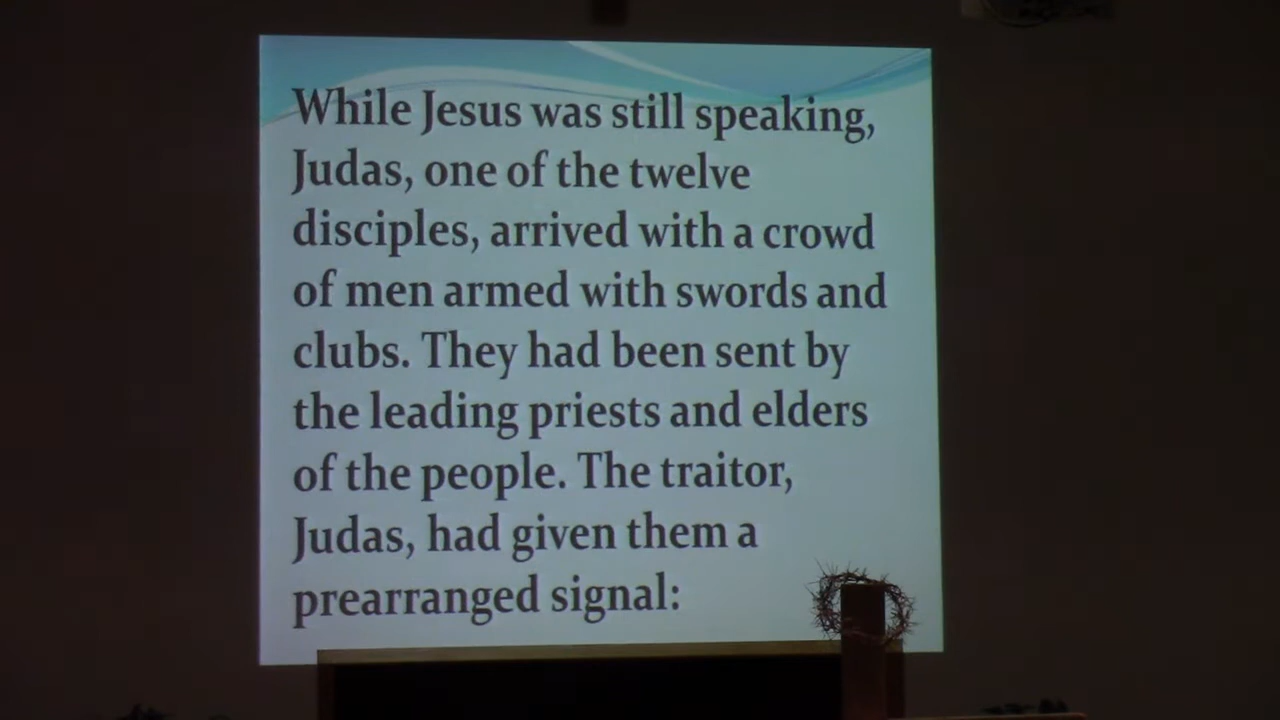 While Jesus was still speaking,
Judas, one of the twelve
disciples, arrived with a crowd
of men armed with swords and
clubs. They had been sent by
the leading priests and elders
of the people. The traitor,
Judas, had given them a
prearranged signal: